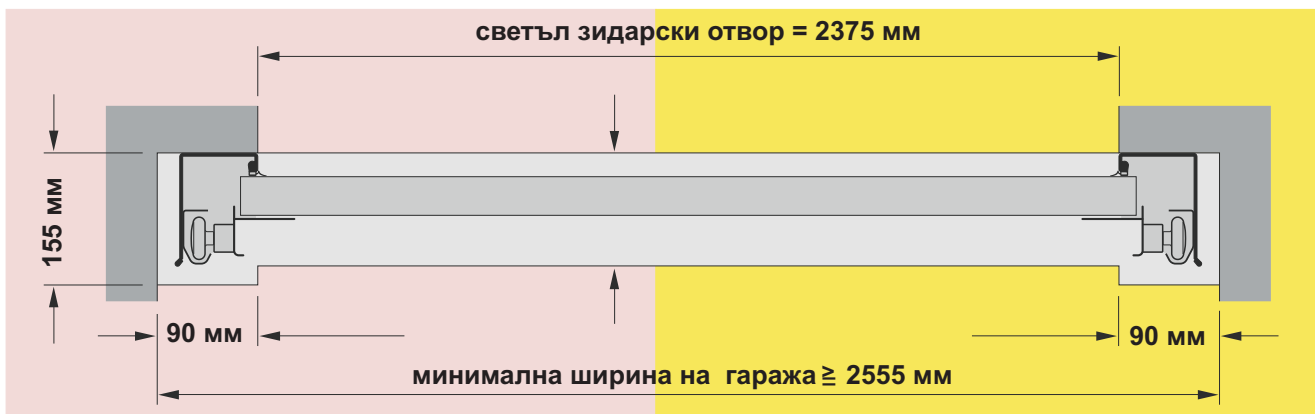 светъл зидарски отвор = 2375 мм
155 мм
90 мм
90 мм
минимална ширина на гаража ≧ 2555 мм